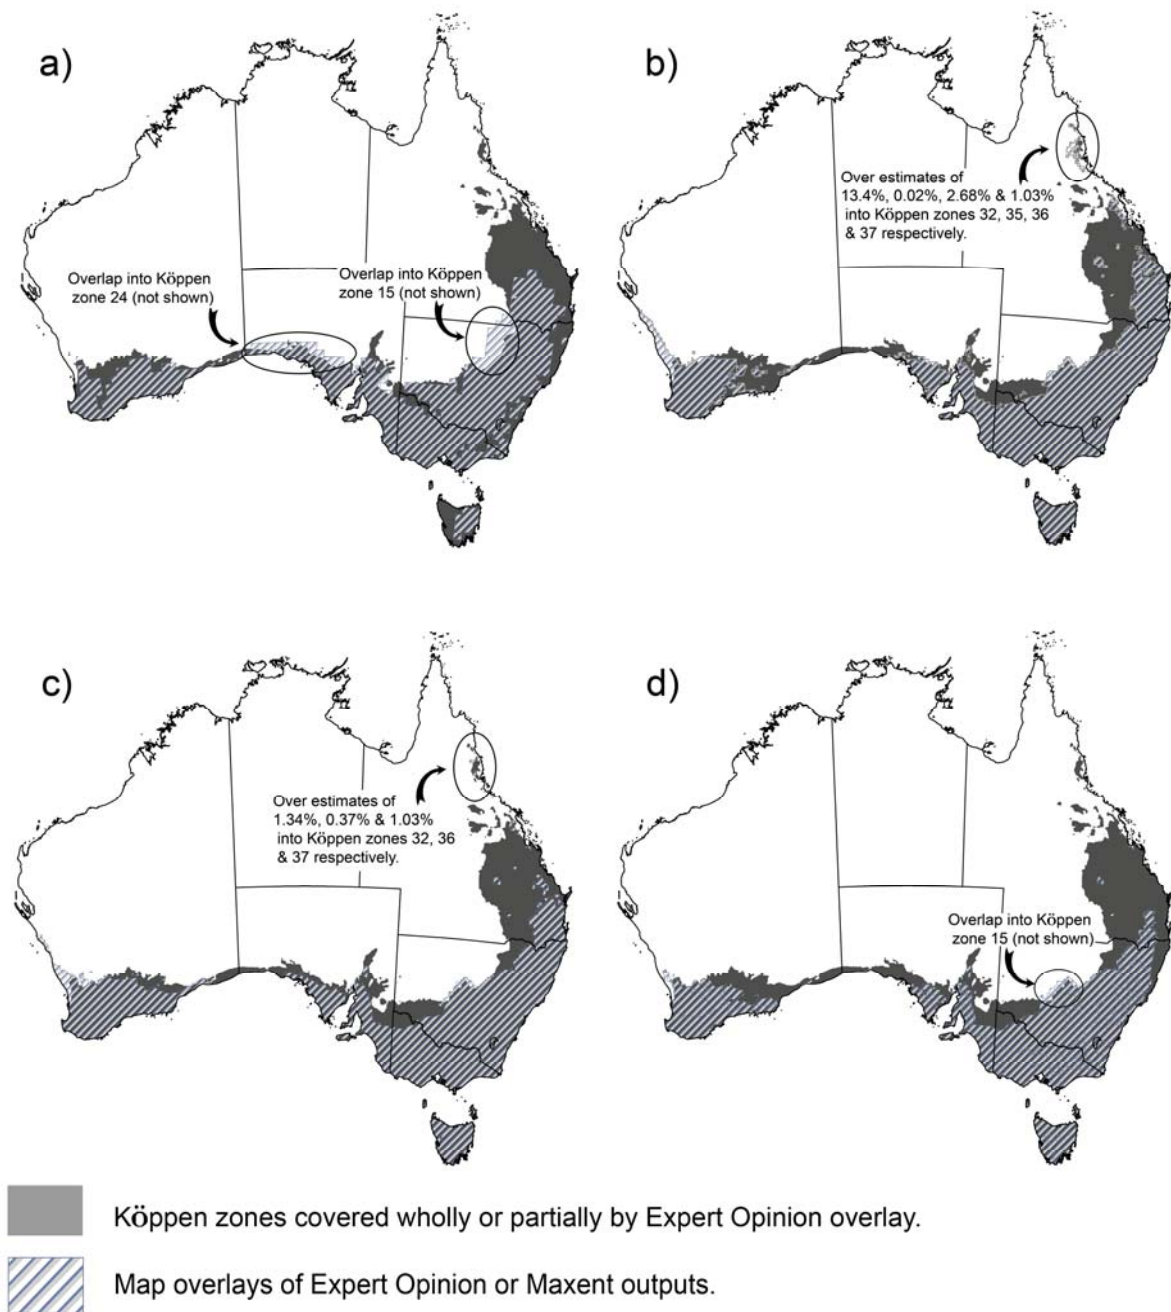 a)
Overlap into Köppen
zone 24 (not shown)
Overlap into Köppen
zone 15 (not shown)
b)
Over estimates of
13.4%, 0.02%, 2.68% & 1.03%
into Köppen zones 32, 35, 36
& 37 respectively.
c)
Over estimates of
1.34%, 0.37% & 1.03%
into Köppen zones 32, 36
& 37 respectively.
d)
Overlap into Köppen
zone 15 (not shown)
Köppen zones covered wholly or partially by Expert Opinion overlay.
Map overlays of Expert Opinion or Maxent outputs.